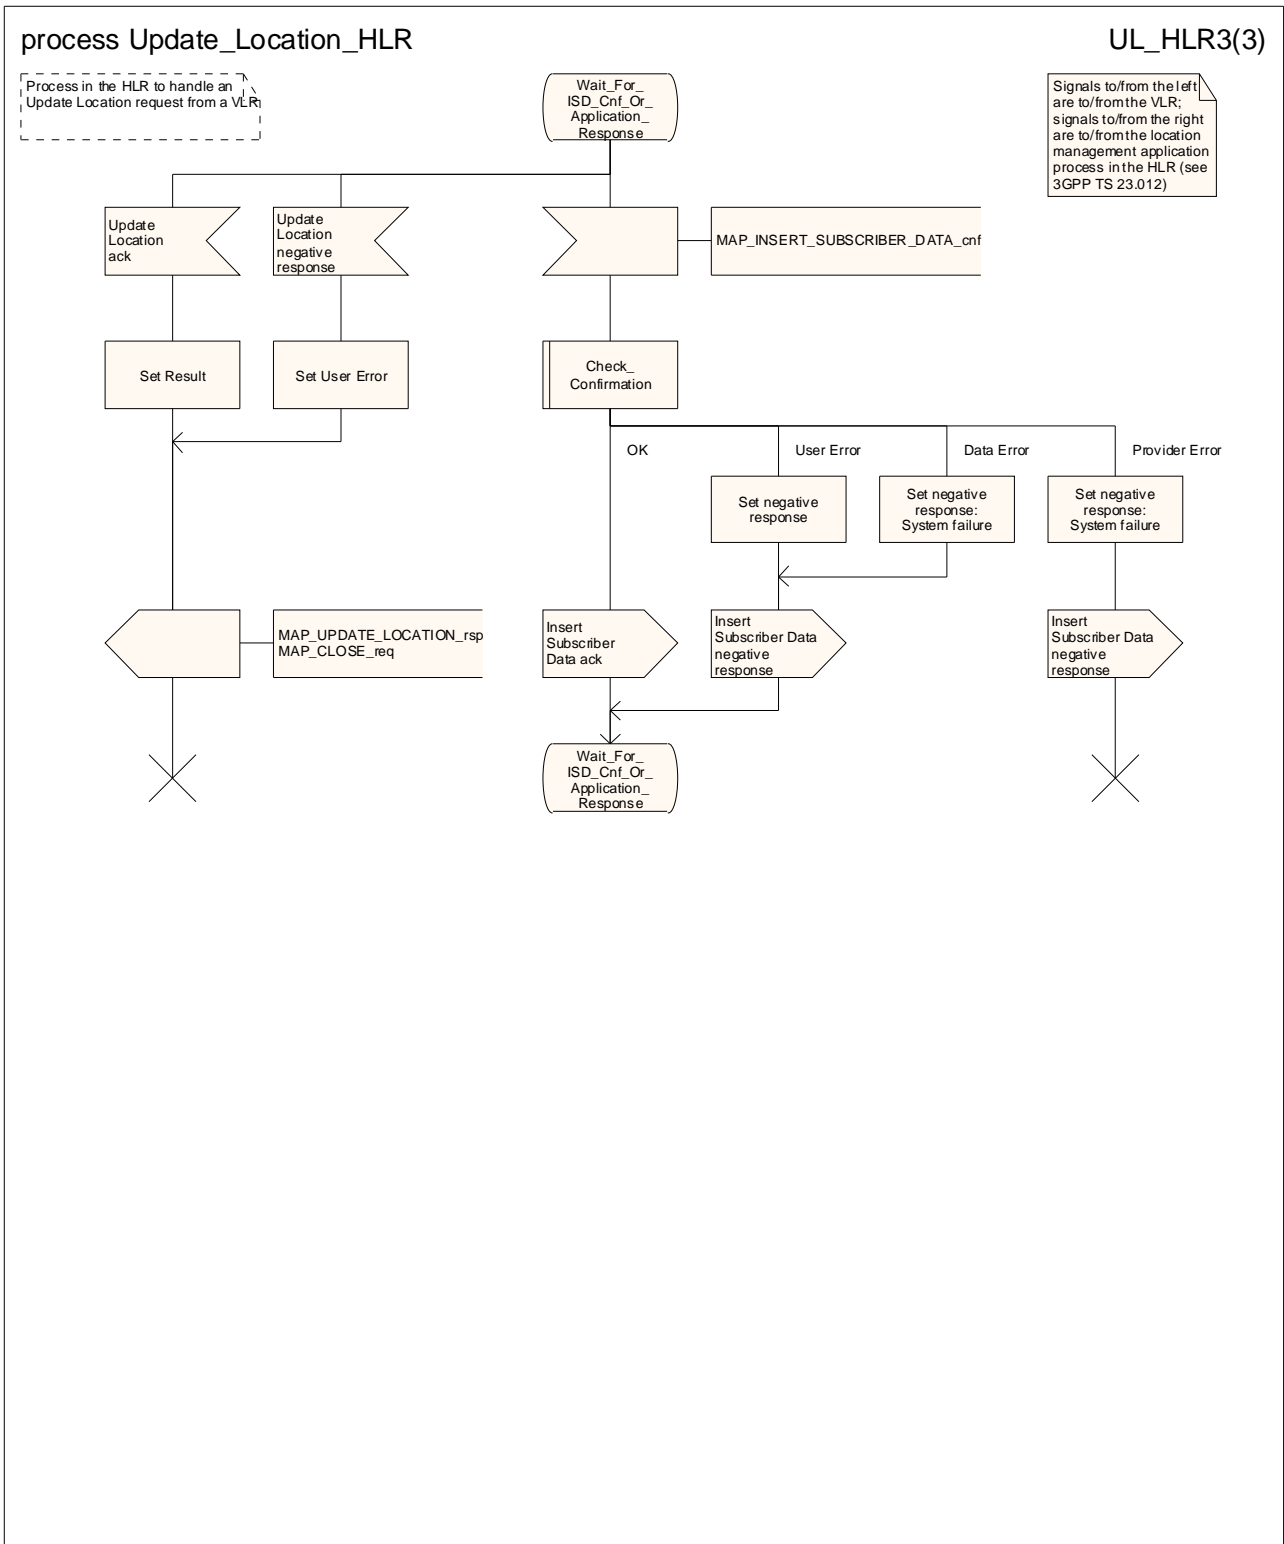 process Update_Location_HLR
UL_HLR3(3)
Process in the HLR to handle an
Update Location request from a VLR
Wait_For_
ISD_Cnf_Or_
Application_
Response
Signals to/from the left
are to/from the VLR;
signals to/from the right
are to/from the location
management application
process in the HLR (see
3GPP TS 23.012)
Update
Location
ack
Update
Location
negative
response
MAP_INSERT_SUBSCRIBER_DATA_cnf
Set Result
Set User Error
Check_
Confirmation
OK
User Error
Data Error
Provider Error
Set negative
response
Set negative
response:
System failure
Set negative
response:
System failure
MAP_UPDATE_LOCATION_rsp
MAP_CLOSE_req
Insert
Subscriber
Data ack
Insert
Subscriber Data
negative
response
Insert
Subscriber Data
negative
response
Wait_For_
ISD_Cnf_Or_
Application_
Response